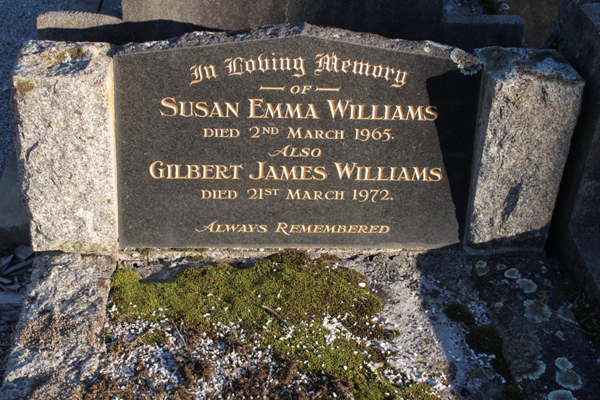 In Loving Memory
OF
SUSAN EMMA WILLIAMS
DIED 2ND MARCH 1965.
ALSO
GILBERT JAMES WILLIAMS
DIED 21ST MARCH 1972.
ALWAYS REMEMBERED